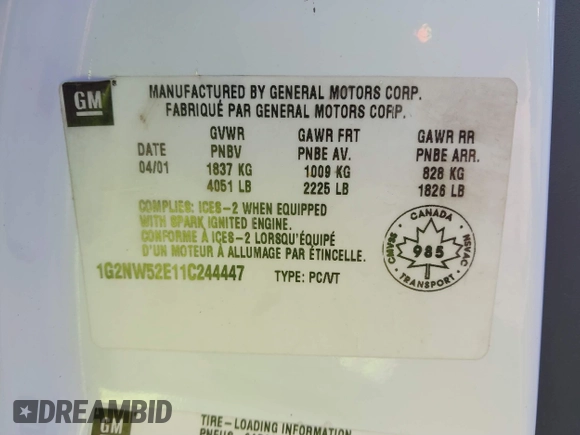 GM
MANUFACTURED BY GENERAL MOTORS CORP.
FABRIQUÉ PAR GENERAL MOTORS CORP.
GVWR GAWR FRT GAWR RR
DATE PNBV PNBE AV. PNBE ARR.
04/01 1837 KG 1009 KG 828 KG
4051 LB 2225 LB 1826 LB
COMPLIES: ICES-2 WHEN EQUIPPED
WITH SPARK IGNITED ENGINE.
CONFORME À ICES-2 LORSQU'ÉQUIPÉ
D'UN MOTEUR À ALLUMAGE PAR ÉTINCELLE.
1G2NW52E11C244447 TYPE: PC/VT
CANADA
CMVSS
985
NSVAC
TRANSPORT
GM
TIRE-LOADING INFORMATION
DREAMBID